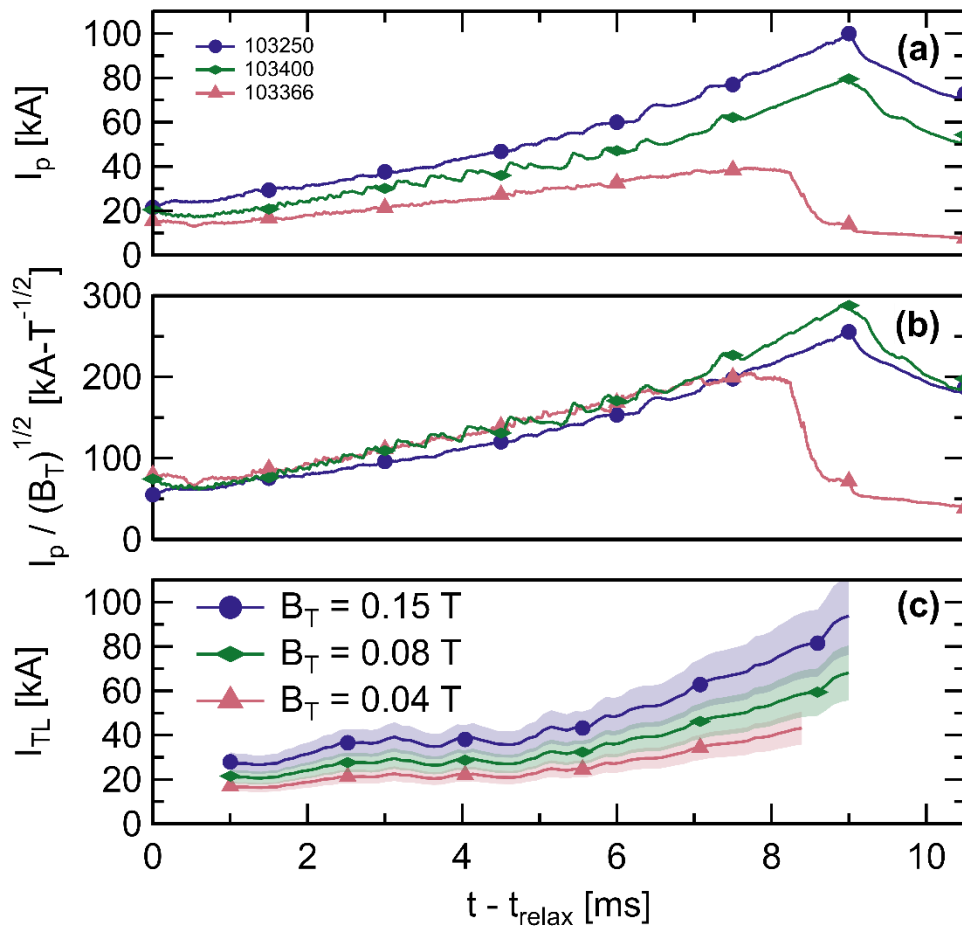 100
80
60
40
20
0
I_p [kA]
103250
103400
103366
(a)
300
200
100
0
I_p / (B_T)^{1/2} [kA-T^{-1/2}]
(b)
100
80
60
40
20
0
I_TL [kA]
B_T = 0.15 T
B_T = 0.08 T
B_T = 0.04 T
(c)
0 2 4 6 8 10
t - t_relax [ms]